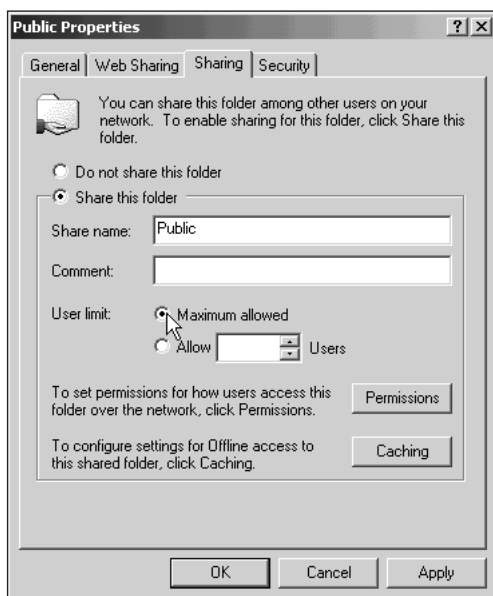 Public Properties
General Web Sharing Sharing Security
You can share this folder among other users on your
network. To enable sharing for this folder, click Share this
folder.
Do not share this folder
Share this folder
Share name: Public
Comment:
User limit: Maximum allowed
Allow Users
To set permissions for how users access this
folder over the network, click Permissions.
Permissions
To configure settings for Offline access to
this shared folder, click Caching.
Caching
OK Cancel Apply